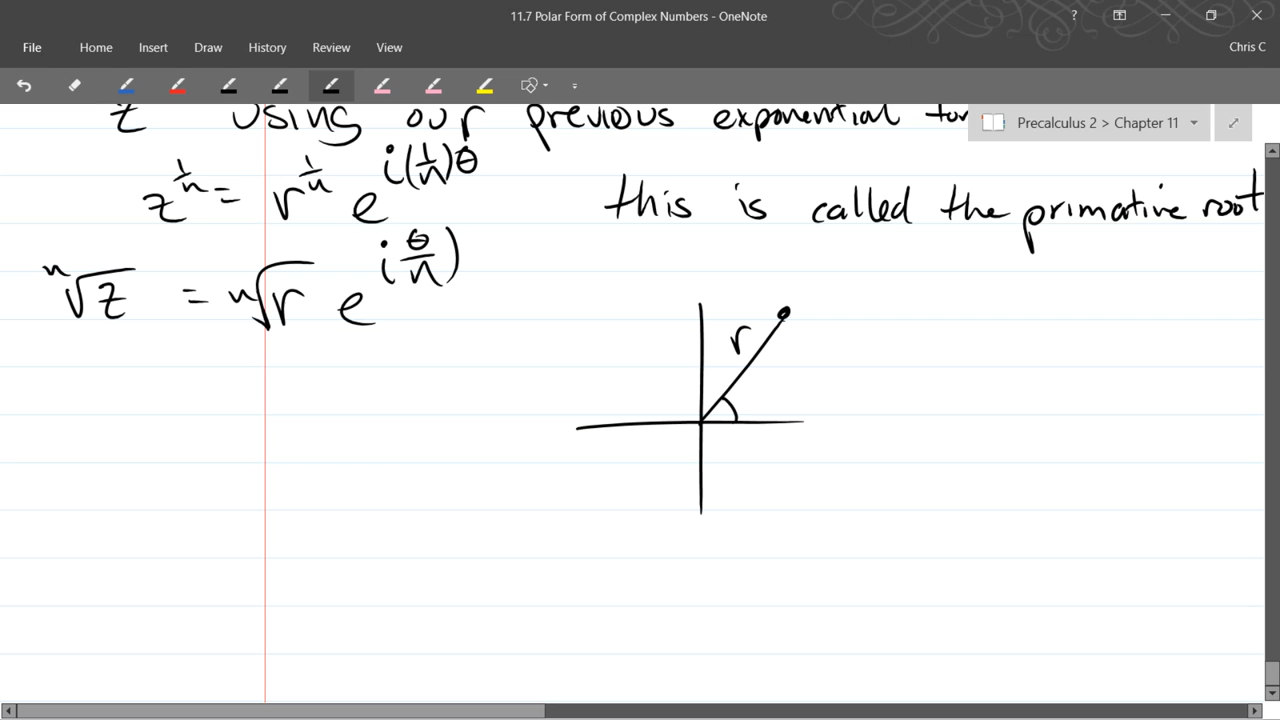 11.7 Polar Form of Complex Numbers - OneNote
?
File Home Insert Draw History Review View Chris C
z using our previous exponential
Precalculus 2 > Chapter 11
z^{1/n} = r^{1/n} e^{i(1/n)θ} this is called the primative root
ⁿ√z = ⁿ√r e^{i θ/n)}
r